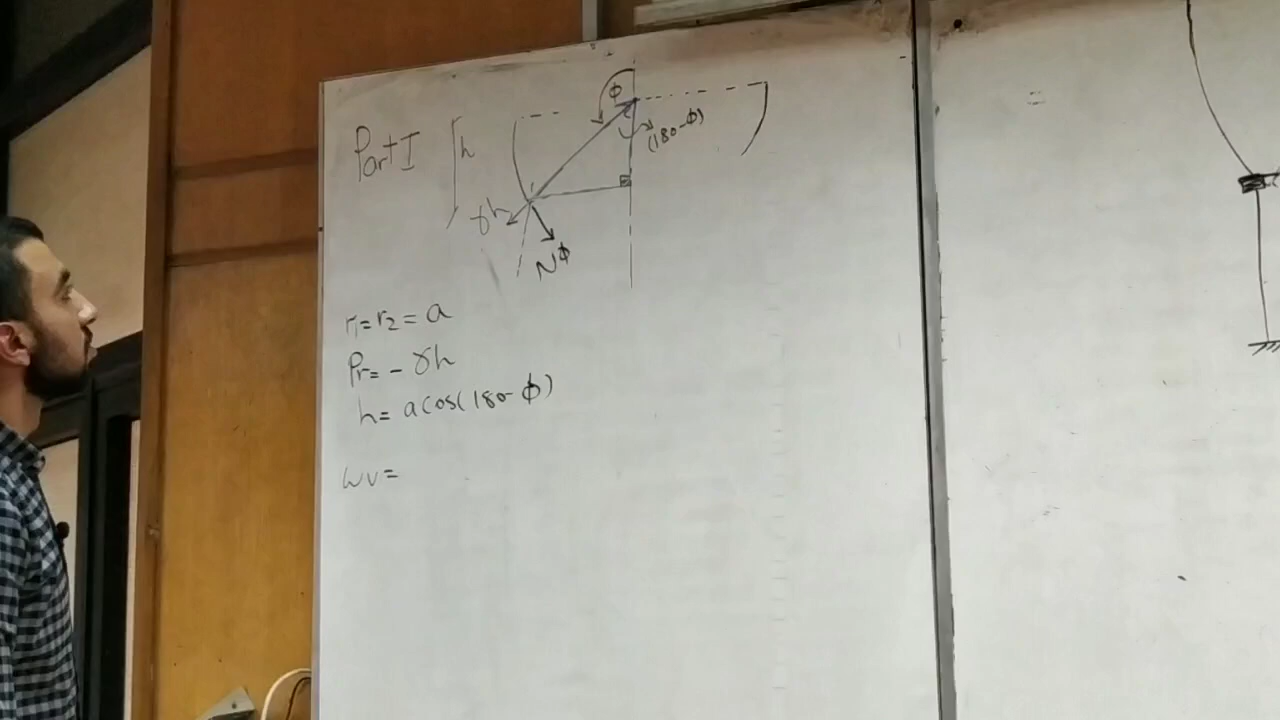 Part I
h
ϕ
(180-ϕ)
γh
Nϕ
r₁=r₂=a
Pr=-γh
h=a cos(180-ϕ)
Wv=